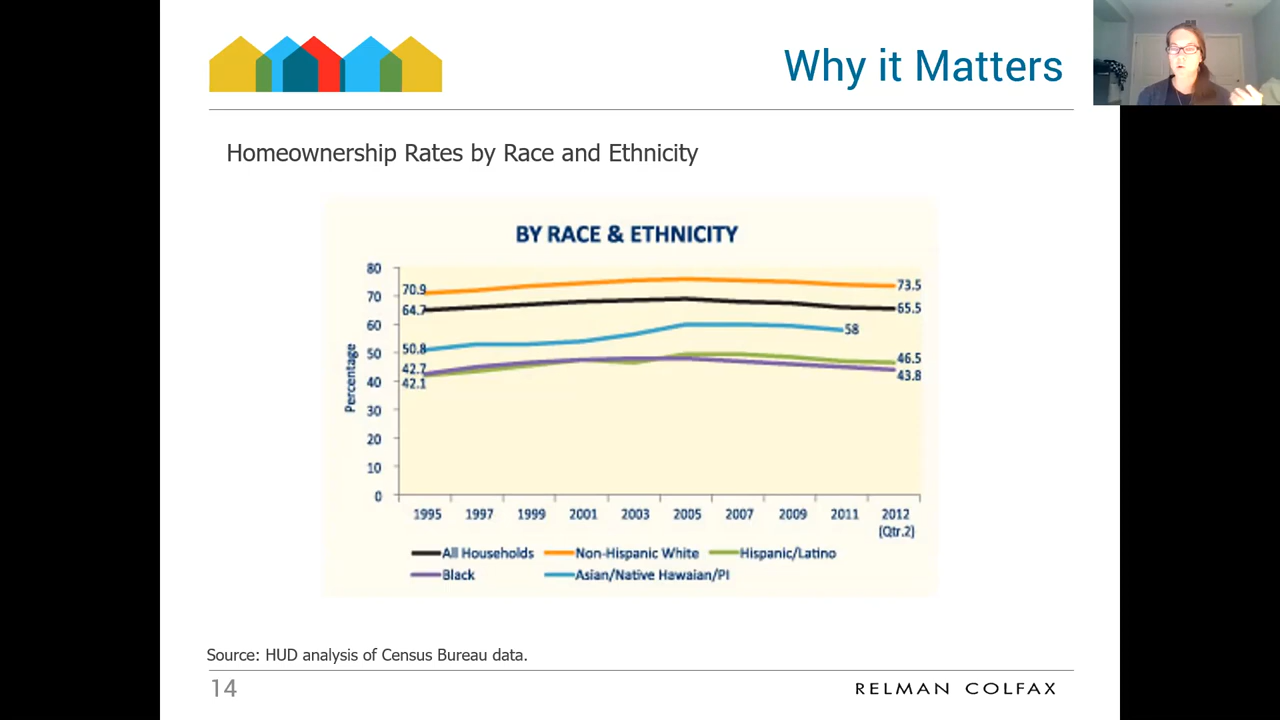 Why it Matters
Homeownership Rates by Race and Ethnicity
BY RACE & ETHNICITY
Percentage
80
70
60
50
40
30
20
10
0
70.9
64.7
50.8
42.7
42.1
73.5
65.5
58
46.5
43.8
1995 1997 1999 2001 2003 2005 2007 2009 2011 2012
(Qtr.2)
All Households Non-Hispanic White Hispanic/Latino
Black Asian/Native Hawaiian/PI
Source: HUD analysis of Census Bureau data.
14 RELMAN COLFAX